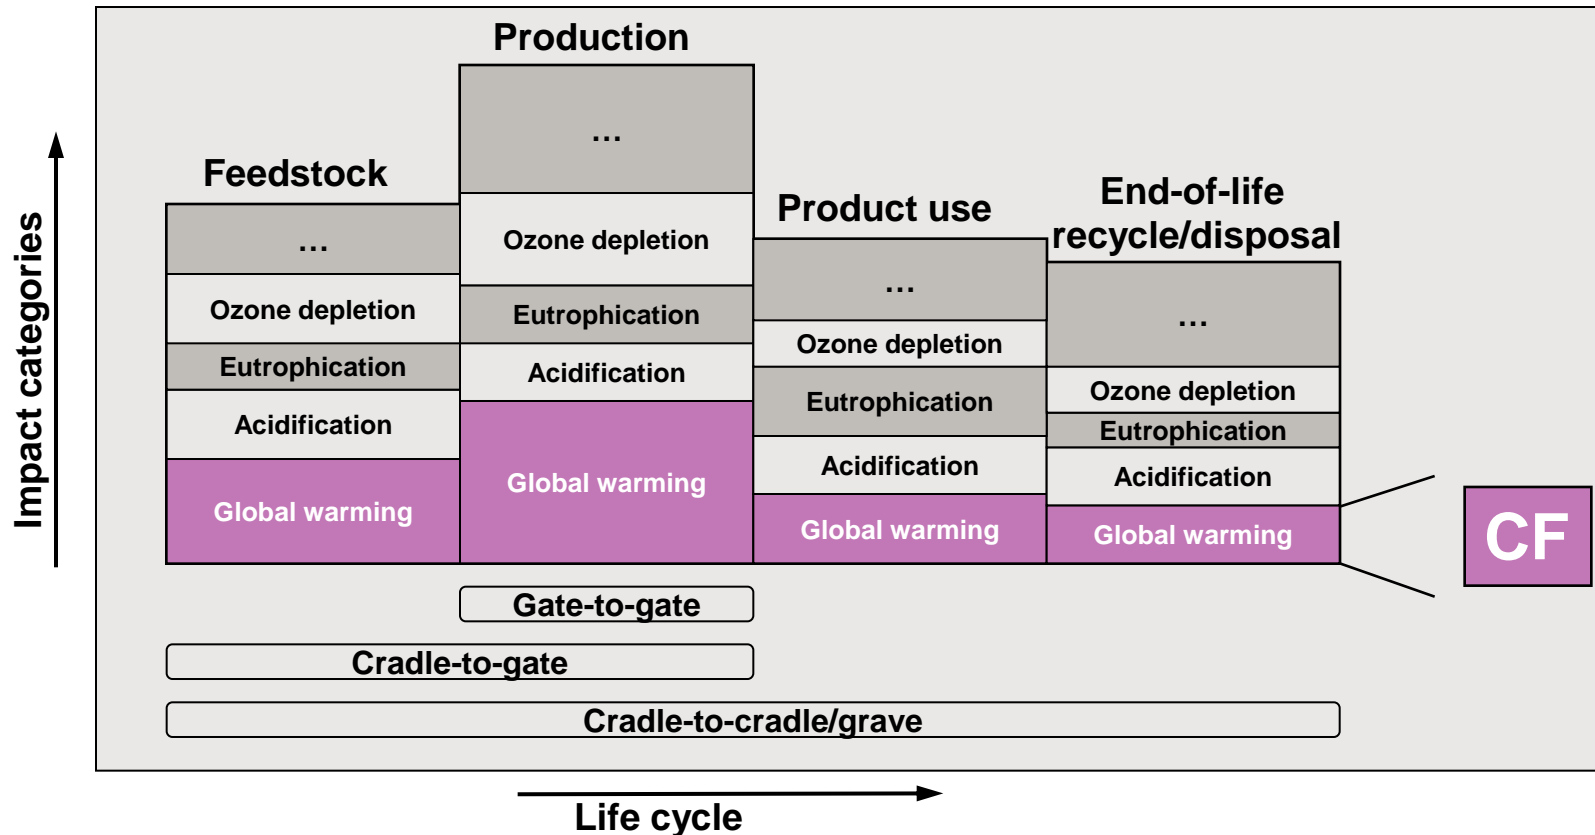 Impact categories
Feedstock
…
Ozone depletion
Eutrophication
Acidification
Global warming
Production
…
Ozone depletion
Eutrophication
Acidification
Global warming
Product use
…
Ozone depletion
Eutrophication
Acidification
Global warming
End-of-life
recycle/disposal
…
Ozone depletion
Eutrophication
Acidification
Global warming
CF
Gate-to-gate
Cradle-to-gate
Cradle-to-cradle/grave
Life cycle